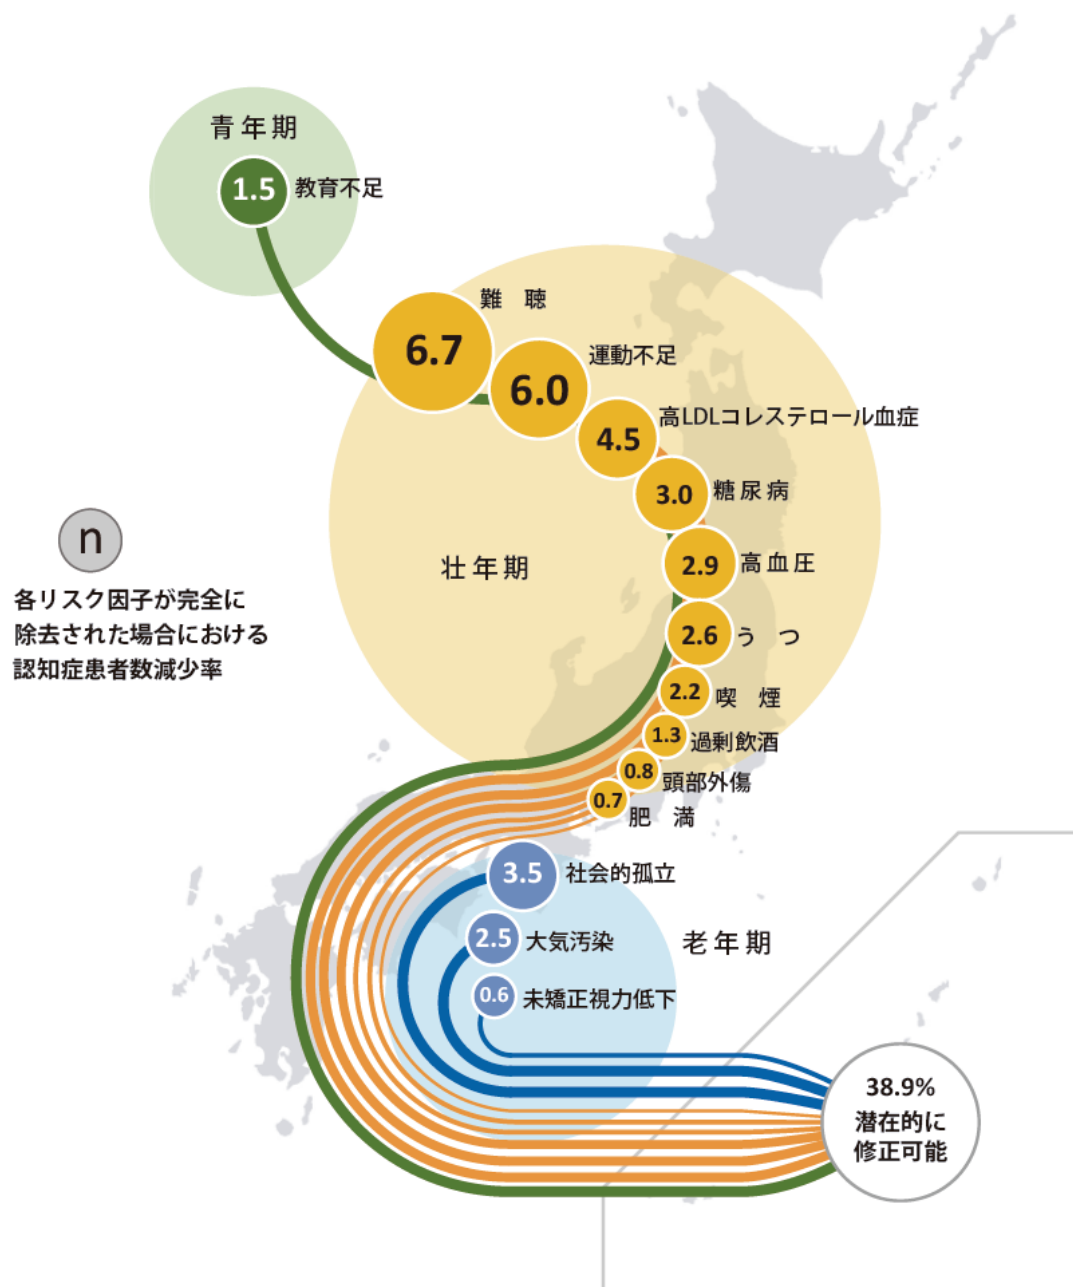 青年期
1.5 教育不足
難 聴
6.7
運動不足
6.0
高LDLコレステロール血症
4.5
3.0 糖尿病
2.9 高血圧
壮年期
2.6 うつ
2.2 喫煙
1.3 過剰飲酒
0.8 頭部外傷
0.7 肥満
n
各リスク因子が完全に
除去された場合における
認知症患者数減少率
3.5 社会的孤立
2.5 大気汚染
老年期
0.6 未矯正視力低下
38.9%
潜在的に
修正可能